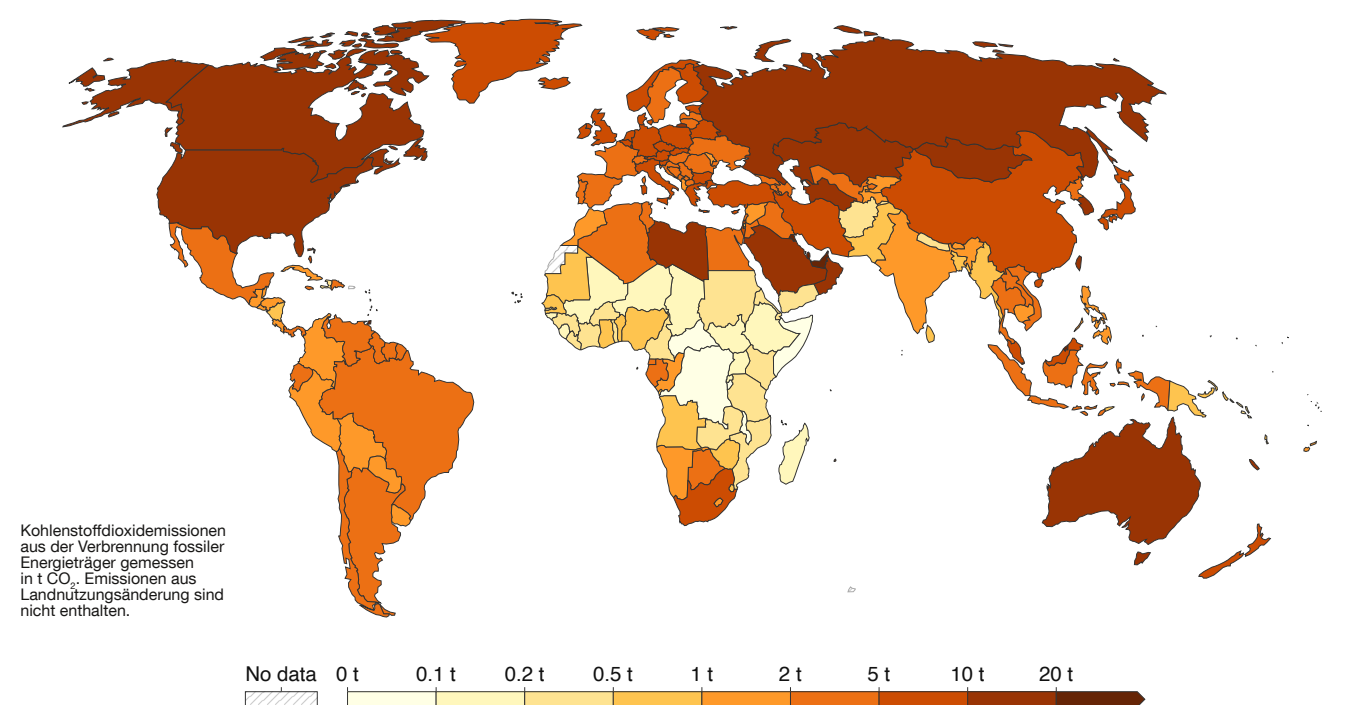 Kohlenstoffdioxidemissionen
aus der Verbrennung fossiler
Energieträger gemessen
in t CO₂. Emissionen aus
Landnutzungsänderung sind
nicht enthalten.
No data 0 t 0.1 t 0.2 t 0.5 t 1 t 2 t 5 t 10 t 20 t